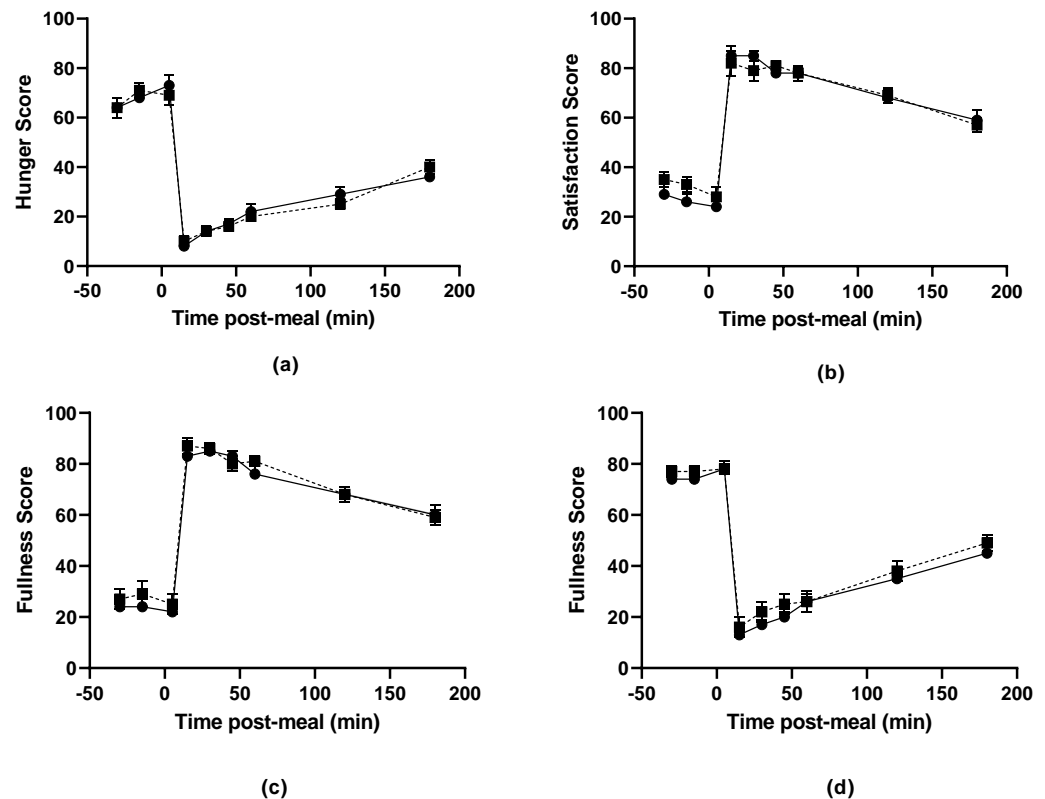 100
80
60
40
20
0
Hunger Score
-50 0 50 100 150 200
Time post-meal (min)
(a)
100
80
60
40
20
0
Satisfaction Score
-50 0 50 100 150 200
Time post-meal (min)
(b)
100
80
60
40
20
0
Fullness Score
-50 0 50 100 150 200
Time post-meal (min)
(c)
100
80
60
40
20
0
Fullness Score
-50 0 50 100 150 200
Time post-meal (min)
(d)